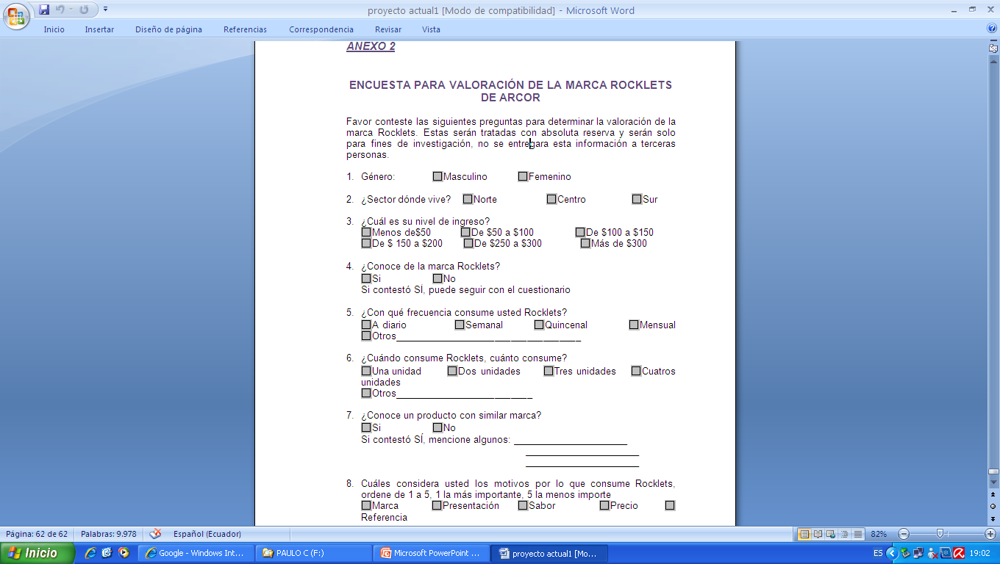 proyecto actual1 [Modo de compatibilidad] - Microsoft Word
Inicio Insertar Diseño de página Referencias Correspondencia Revisar Vista
ANEXO 2
ENCUESTA PARA VALORACIÓN DE LA MARCA ROCKLETS
DE ARCOR
Favor conteste las siguientes preguntas para determinar la valoración de la
marca Rocklets. Estas serán tratadas con absoluta reserva y serán solo
para fines de investigación, no se entregara esta información a terceras
personas.
1. Género: Masculino Femenino
2. ¿Sector dónde vive? Norte Centro Sur
3. ¿Cuál es su nivel de ingreso?
Menos de$50 De $50 a $100 De $100 a $150
De $ 150 a $200 De $250 a $300 Más de $300
4. ¿Conoce de la marca Rocklets?
Si No
Si contestó SÍ, puede seguir con el cuestionario
5. ¿Con qué frecuencia consume usted Rocklets?
A diario Semanal Quincenal Mensual
Otros___________________________________
6. ¿Cuándo consume Rocklets, cuánto consume?
Una unidad Dos unidades Tres unidades Cuatros
unidades
Otros__________________________
7. ¿Conoce un producto con similar marca?
Si No
Si contestó SÍ, mencione algunos: ______________________
______________________
______________________
8. Cuáles considera usted los motivos por lo que consume Rocklets,
ordene de 1 a 5, 1 la más importante, 5 la menos importe
Marca Presentación Sabor Precio
Referencia
Página: 62 de 62 Palabras: 9.978 Español (Ecuador) 82%
Inicio Google - Windows Int... PAULO C (F:) Microsoft PowerPoint ... proyecto actual1 [Mo... ES 19:02